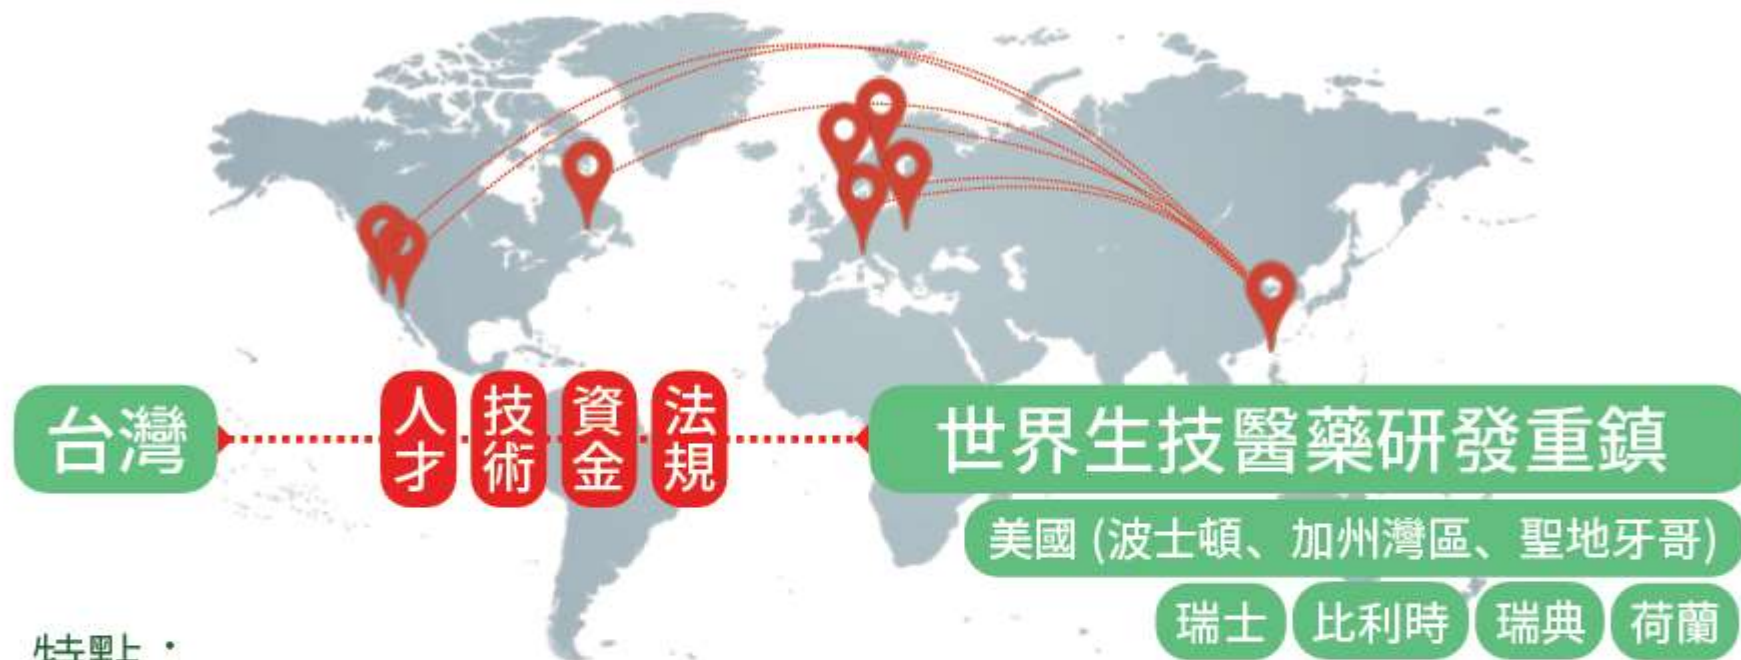 台灣
人才
技術
資金
法規
世界生技醫藥研發重鎮
美國 (波士頓、加州灣區、聖地牙哥)
瑞士 比利時 瑞典 荷蘭
特點：